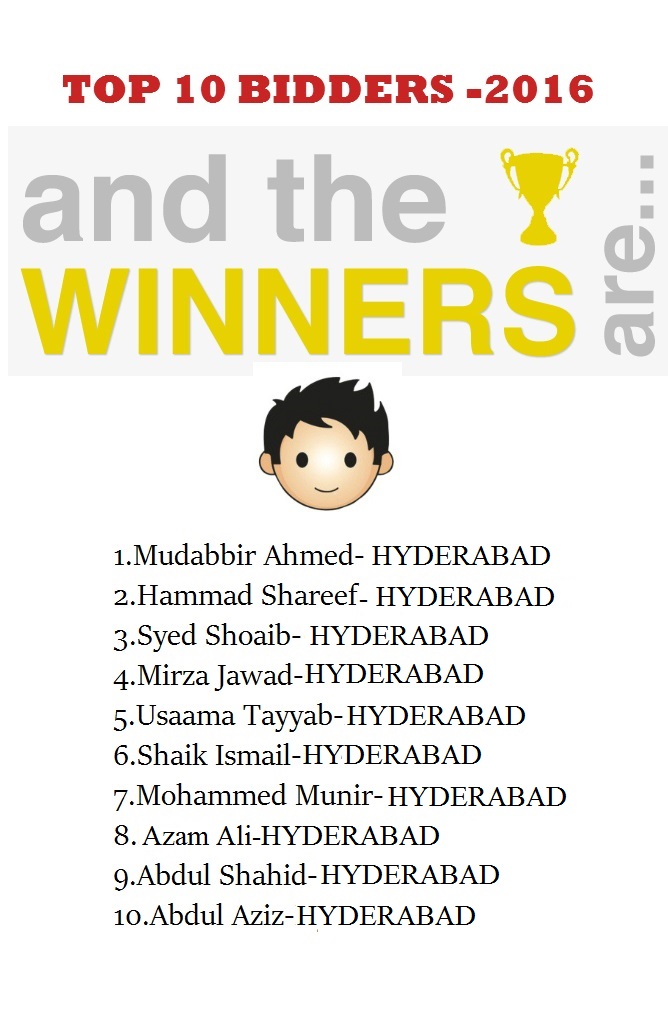 TOP 10 BIDDERS -2016
and the
WINNERS
are...
1.Mudabbir Ahmed- HYDERABAD
2.Hammad Shareef- HYDERABAD
3.Syed Shoaib- HYDERABAD
4.Mirza Jawad-HYDERABAD
5.Usaama Tayyab-HYDERABAD
6.Shaik Ismail-HYDERABAD
7.Mohammed Munir-HYDERABAD
8. Azam Ali-HYDERABAD
9.Abdul Shahid-HYDERABAD
10.Abdul Aziz-HYDERABAD